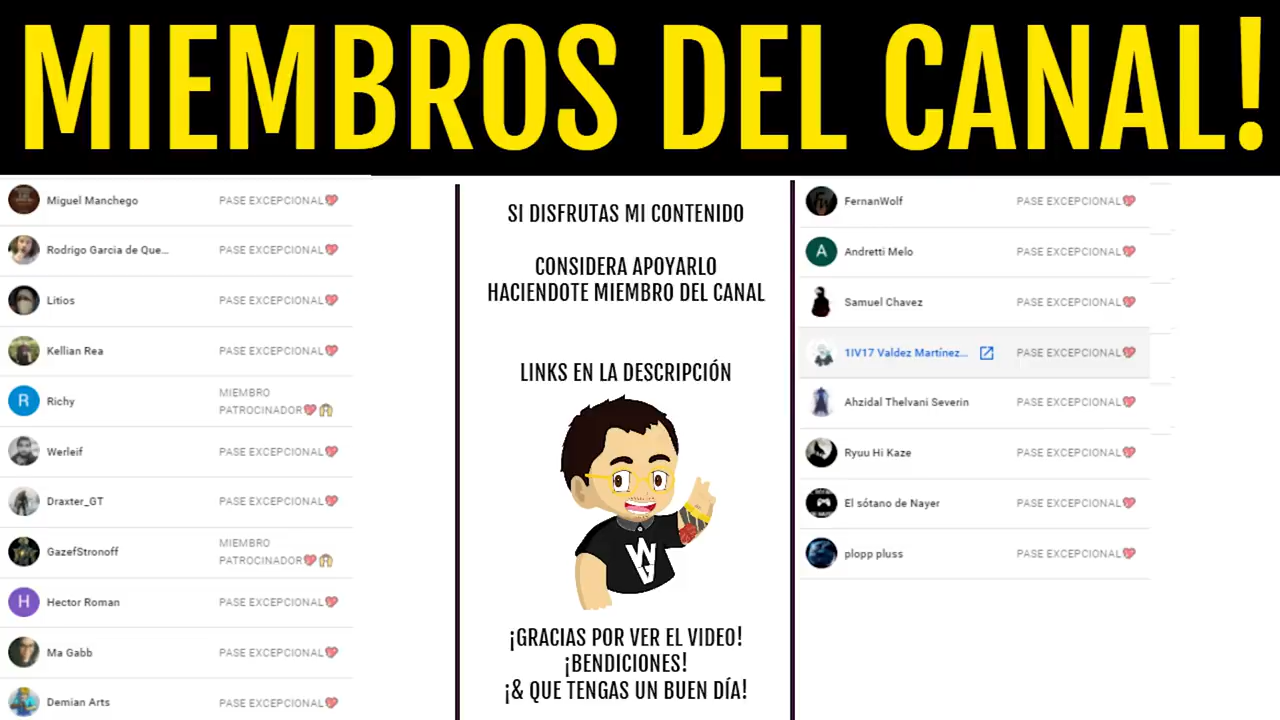 MIEMBROS DEL CANAL!
Miguel Manchego PASE EXCEPCIONAL💖
Rodrigo Garcia de Que... PASE EXCEPCIONAL💖
Litios PASE EXCEPCIONAL💖
Kellian Rea PASE EXCEPCIONAL💖
R Richy MIEMBRO
PATROCINADOR💖🙌
Werleif PASE EXCEPCIONAL💖
Draxter_GT PASE EXCEPCIONAL💖
GazefStronoff MIEMBRO
PATROCINADOR💖🙌
H Hector Roman PASE EXCEPCIONAL💖
Ma Gabb PASE EXCEPCIONAL💖
Demian Arts PASE EXCEPCIONAL💖
SI DISFRUTAS MI CONTENIDO
CONSIDERA APOYARLO
HACIENDOTE MIEMBRO DEL CANAL
LINKS EN LA DESCRIPCIÓN
¡GRACIAS POR VER EL VIDEO!
¡BENDICIONES!
¡& QUE TENGAS UN BUEN DÍA!
FernanWolf PASE EXCEPCIONAL💖
A Andretti Melo PASE EXCEPCIONAL💖
Samuel Chavez PASE EXCEPCIONAL💖
1IV17 Valdez Martínez... PASE EXCEPCIONAL💖
Ahzidal Thelvani Severin PASE EXCEPCIONAL💖
Ryuu Hi Kaze PASE EXCEPCIONAL💖
El sótano de Nayer PASE EXCEPCIONAL💖
plopp pluss PASE EXCEPCIONAL💖